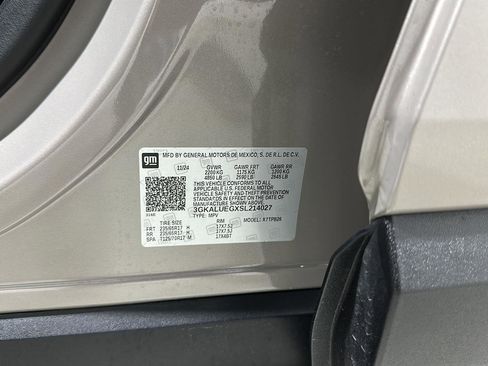 gm
MFD BY GENERAL MOTORS DE MEXICO, S. DE R.L. DE C.V.
11/24 GVWR GAWR FRT GAWR RR
2200 KG 1175 KG 1200 KG
4850 LB 2590 LB 2645 LB
THIS VEHICLE CONFORMS TO ALL
APPLICABLE U.S. FEDERAL MOTOR
VEHICLE SAFETY AND THEFT PREVENTION
STANDARDS IN EFFECT ON THE DATE OF
MANUFACTURE SHOWN ABOVE.
3GKALUEGXSL214027
TYPE: MPV MODEL:
TIRE SIZE RIM
FRT 235/65R17 H 17X7.5J
RR 235/65R17 H 17X7.5J
SPA T125/70R17 M 17X4BT